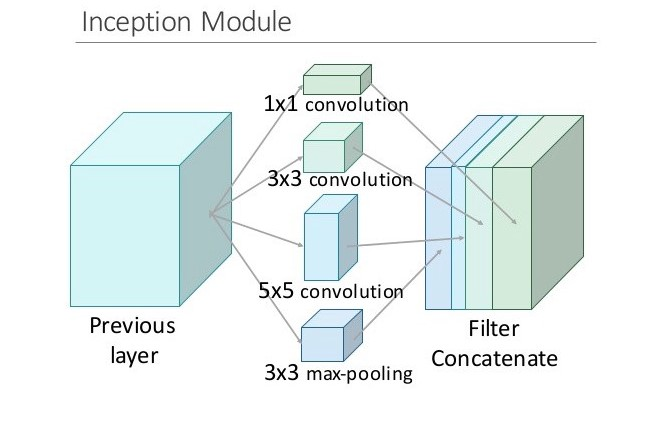 Inception Module
1x1 convolution
3x3 convolution
5x5 convolution
3x3 max-pooling
Previous
layer
Filter
Concatenate